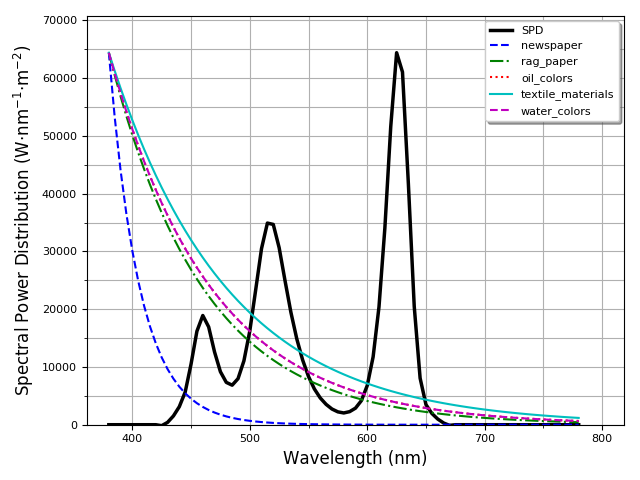 70000
60000
50000
40000
30000
20000
10000
0
Spectral Power Distribution (W·nm⁻¹·m⁻²)
SPD
newspaper
rag_paper
oil_colors
textile_materials
water_colors
400 500 600 700 800
Wavelength (nm)